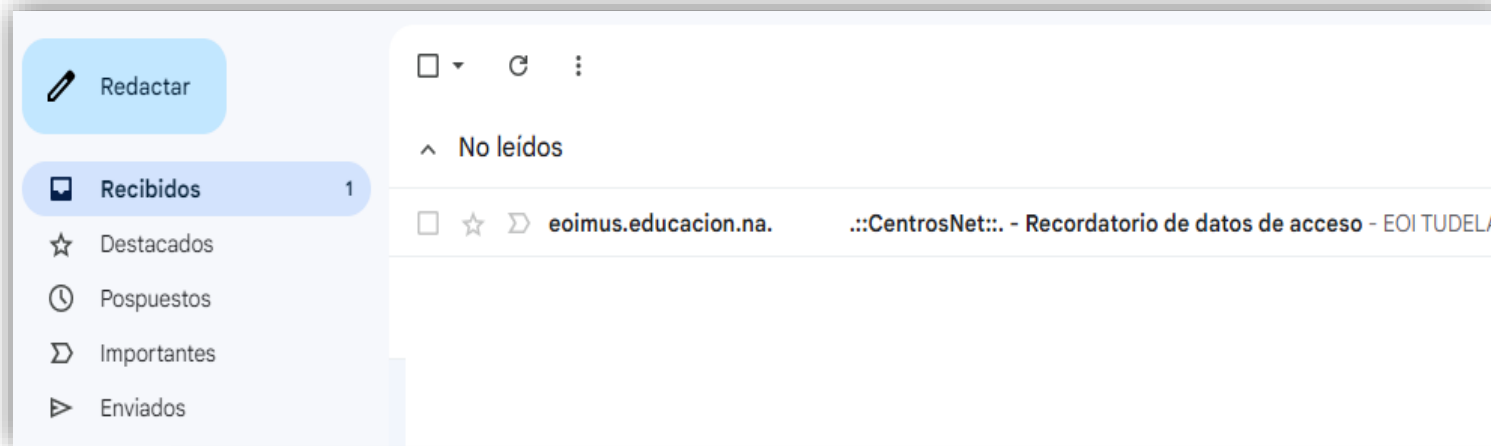 Redactar
Recibidos 1
Destacados
Pospuestos
Importantes
Enviados
No leídos
eoimus.educacion.na. .::CentrosNet::. - Recordatorio de datos de acceso - EOI TUDELA